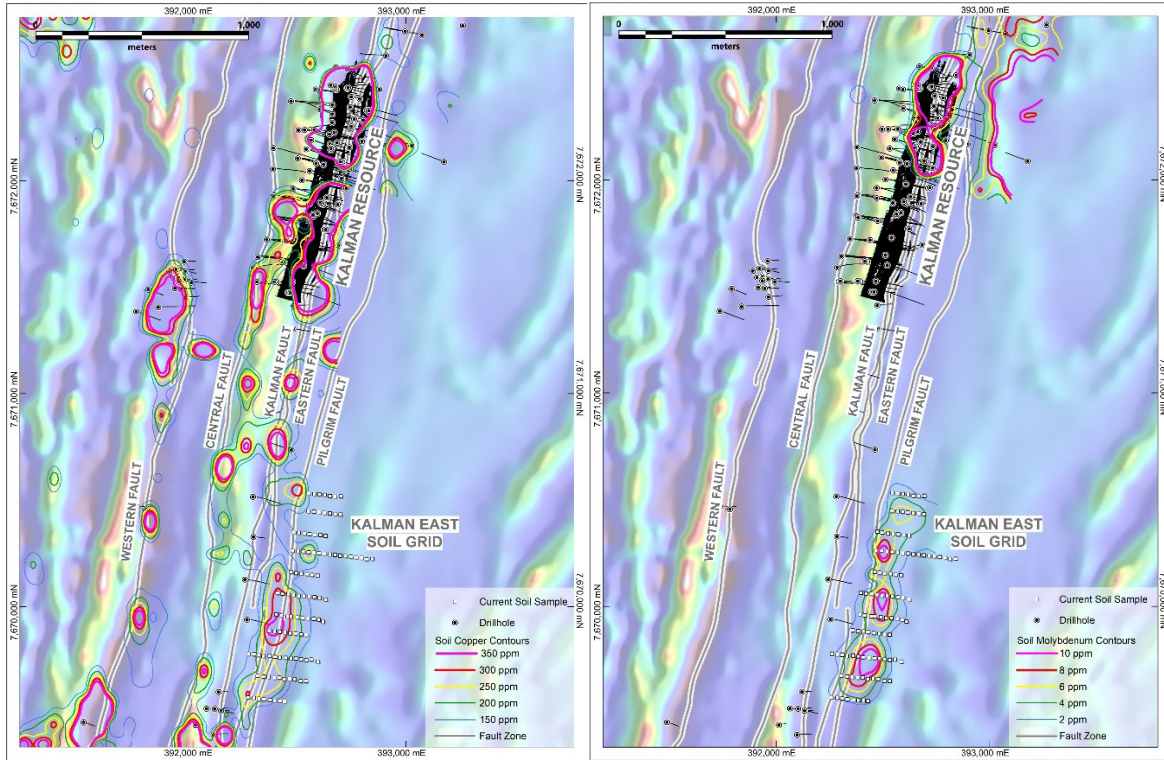 392,000 mE
393,000 mE
0
1,000
meters
7,672,000 mN
7,671,000 mN
7,670,000 mN
KALMAN RESOURCE
CENTRAL FAULT
KALMAN FAULT
EASTERN FAULT
PILGRIM FAULT
WESTERN FAULT
KALMAN EAST
SOIL GRID
Current Soil Sample
Drillhole
Soil Copper Contours
350 ppm
300 ppm
250 ppm
200 ppm
150 ppm
Fault Zone
7,672,000 mN
7,671,000 mN
7,670,000 mN
392,000 mE
393,000 mE
392,000 mE
393,000 mE
0
1,000
meters
KALMAN RESOURCE
CENTRAL FAULT
KALMAN FAULT
EASTERN FAULT
PILGRIM FAULT
WESTERN FAULT
KALMAN EAST
SOIL GRID
Current Soil Sample
Drillhole
Soil Molybdenum Contours
10 ppm
8 ppm
6 ppm
4 ppm
2 ppm
Fault Zone
392,000 mE
393,000 mE